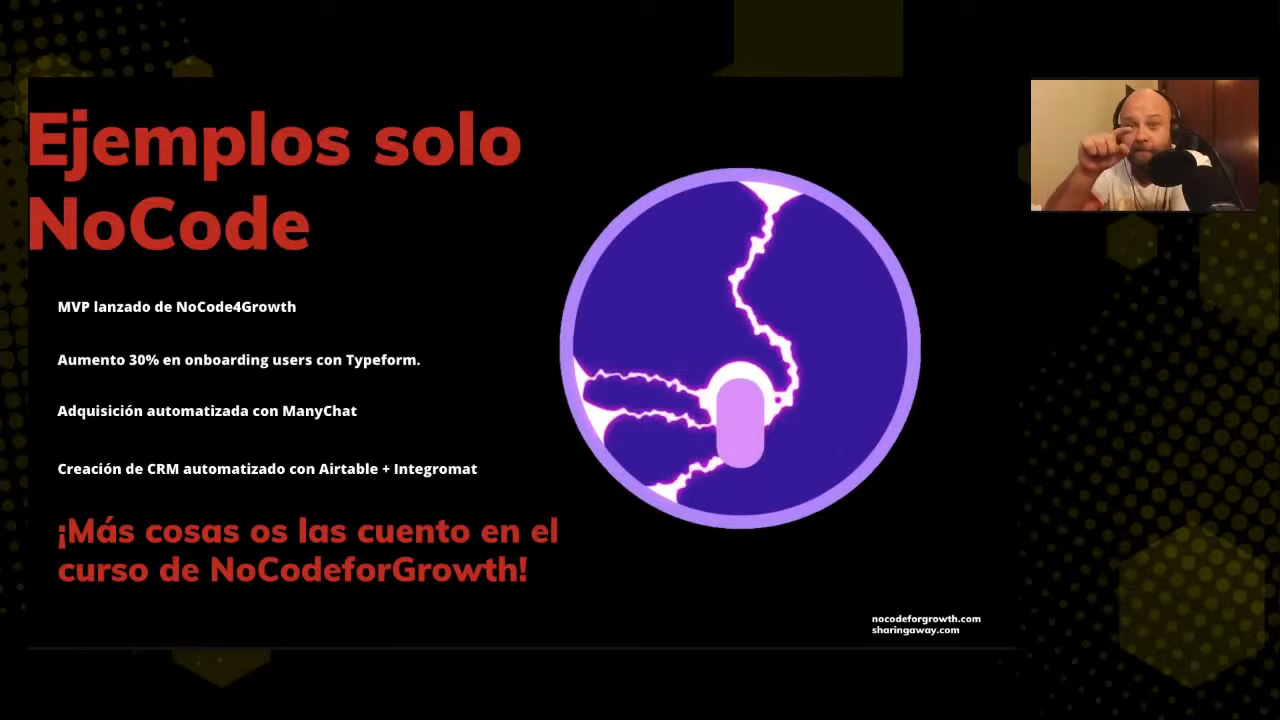 Ejemplos solo
NoCode
MVP lanzado de NoCode4Growth
Aumento 30% en onboarding users con Typeform.
Adquisición automatizada con ManyChat
Creación de CRM automatizado con Airtable + Integromat
¡Más cosas os las cuento en el
curso de NoCodeforGrowth!
nocodeforgrowth.com
sharingaway.com